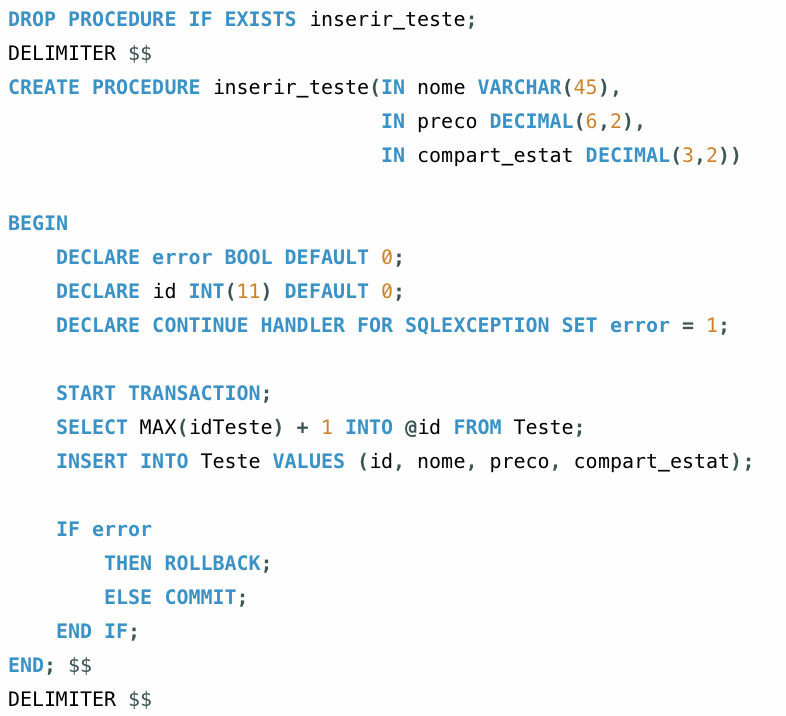 DROP PROCEDURE IF EXISTS inserir_teste;
DELIMITER $$
CREATE PROCEDURE inserir_teste(IN nome VARCHAR(45),
                               IN preco DECIMAL(6,2),
                               IN compart_estat DECIMAL(3,2))

BEGIN
    DECLARE error BOOL DEFAULT 0;
    DECLARE id INT(11) DEFAULT 0;
    DECLARE CONTINUE HANDLER FOR SQLEXCEPTION SET error = 1;

    START TRANSACTION;
    SELECT MAX(idTeste) + 1 INTO @id FROM Teste;
    INSERT INTO Teste VALUES (id, nome, preco, compart_estat);

    IF error
        THEN ROLLBACK;
        ELSE COMMIT;
    END IF;
END; $$
DELIMITER $$